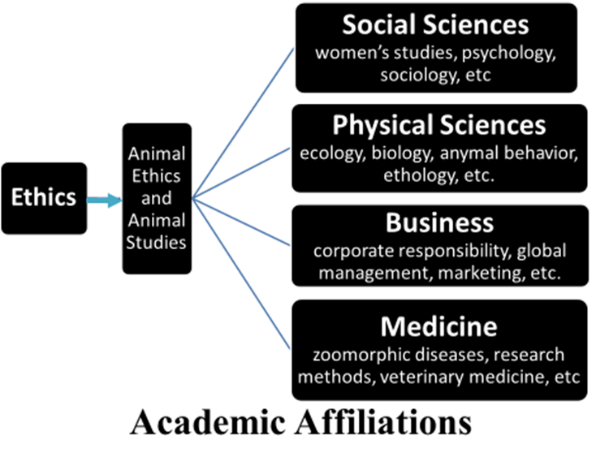 Ethics
Animal
Ethics
and
Animal
Studies
Social Sciences
women's studies, psychology,
sociology, etc
Physical Sciences
ecology, biology, anymal behavior,
ethology, etc.
Business
corporate responsibility, global
management, marketing, etc.
Medicine
zoomorphic diseases, research
methods, veterinary medicine, etc
Academic Affiliations